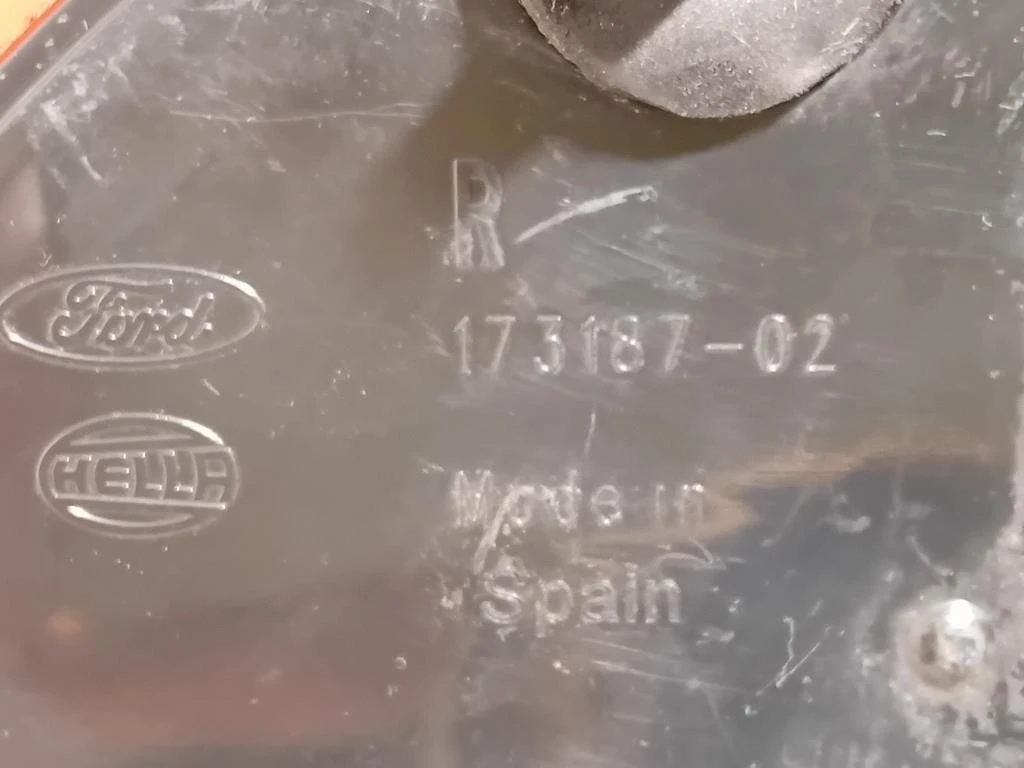 R
Ford
173187-02
HELLA
Made in
Spain